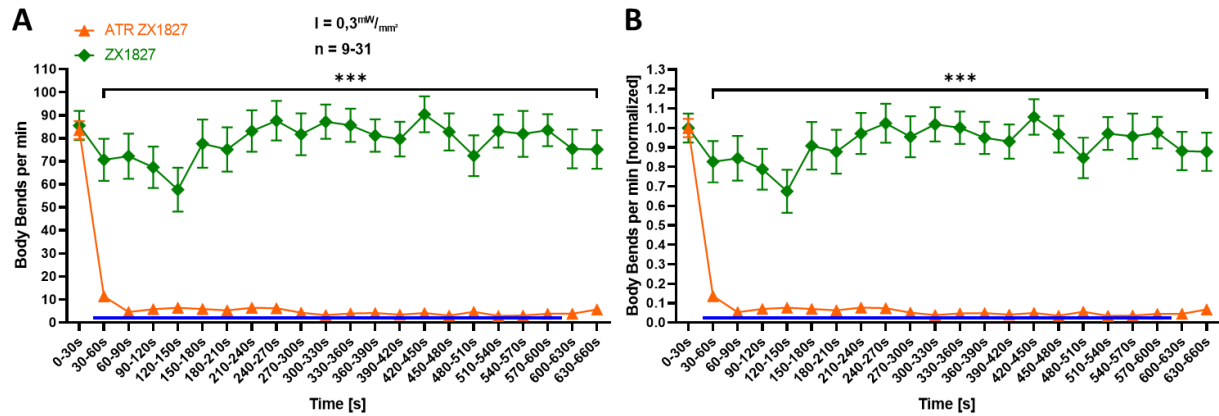 A
ATR ZX1827
ZX1827
I = 0,3mW/mm²
n = 9-31
***
110
100
90
80
70
60
50
40
30
20
10
0
Body Bends per min
0-30s
30-60s
60-90s
90-120s
120-150s
150-180s
180-210s
210-240s
240-270s
270-300s
300-330s
330-360s
360-390s
390-420s
420-450s
450-480s
480-510s
510-540s
540-570s
570-600s
600-630s
630-660s
Time [s]
B
***
1.3
1.2
1.1
1.0
0.9
0.8
0.7
0.6
0.5
0.4
0.3
0.2
0.1
0.0
Body Bends per min [normalized]
0-30s
30-60s
60-90s
90-120s
120-150s
150-180s
180-210s
210-240s
240-270s
270-300s
300-330s
330-360s
360-390s
390-420s
420-450s
450-480s
480-510s
510-540s
540-570s
570-600s
600-630s
630-660s
Time [s]